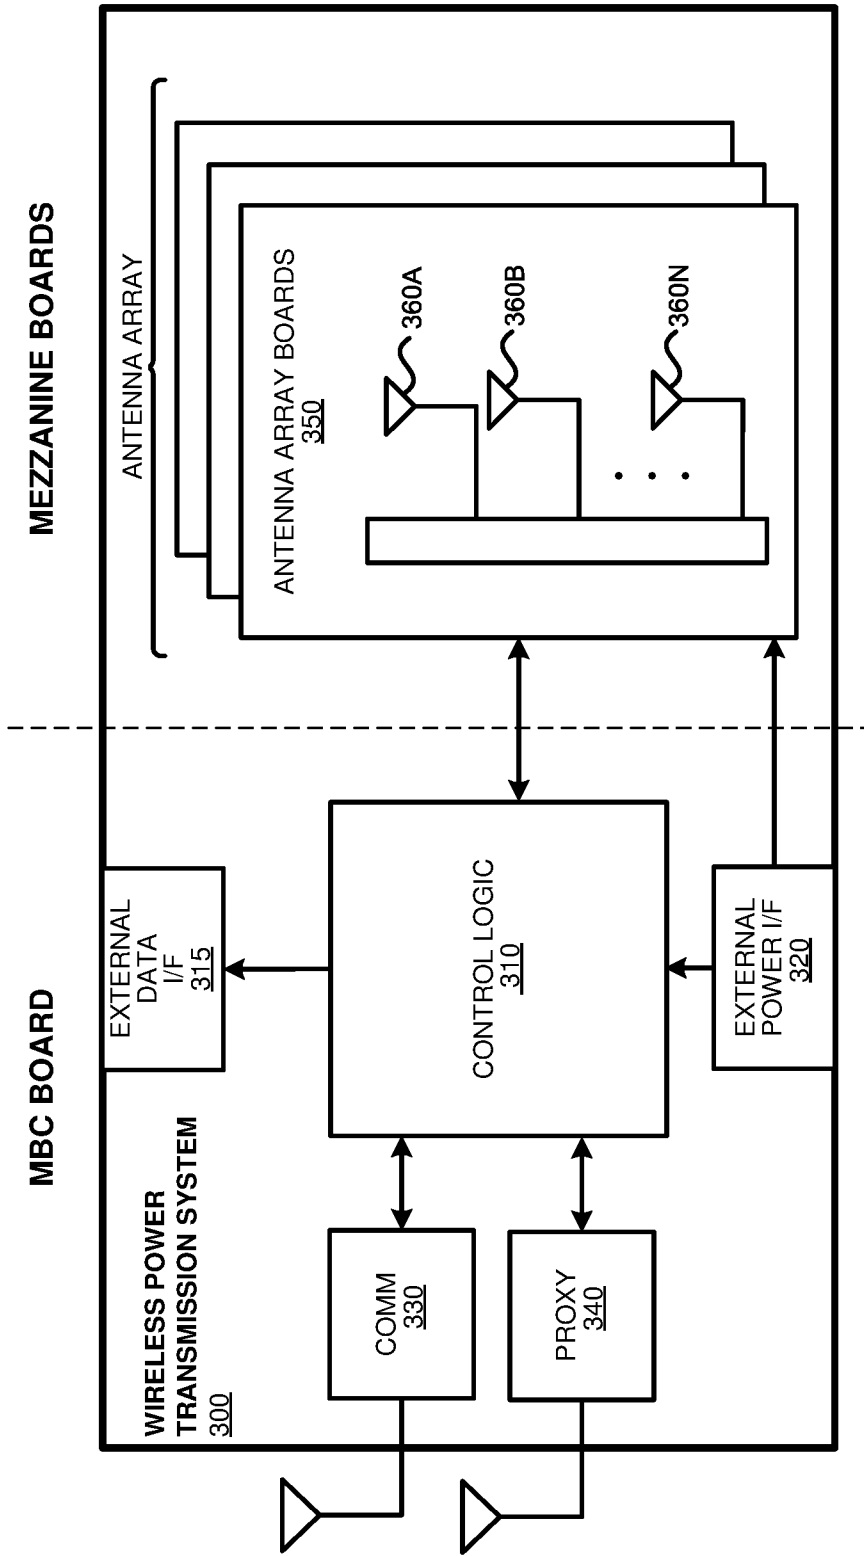 MBC BOARD
MEZZANINE BOARDS
WIRELESS POWER
TRANSMISSION SYSTEM
300
EXTERNAL
DATA
I/F
315
ANTENNA ARRAY
COMM
330
PROXY
340
CONTROL LOGIC
310
EXTERNAL
POWER I/F
320
ANTENNA ARRAY BOARDS
350
360A
360B
360N